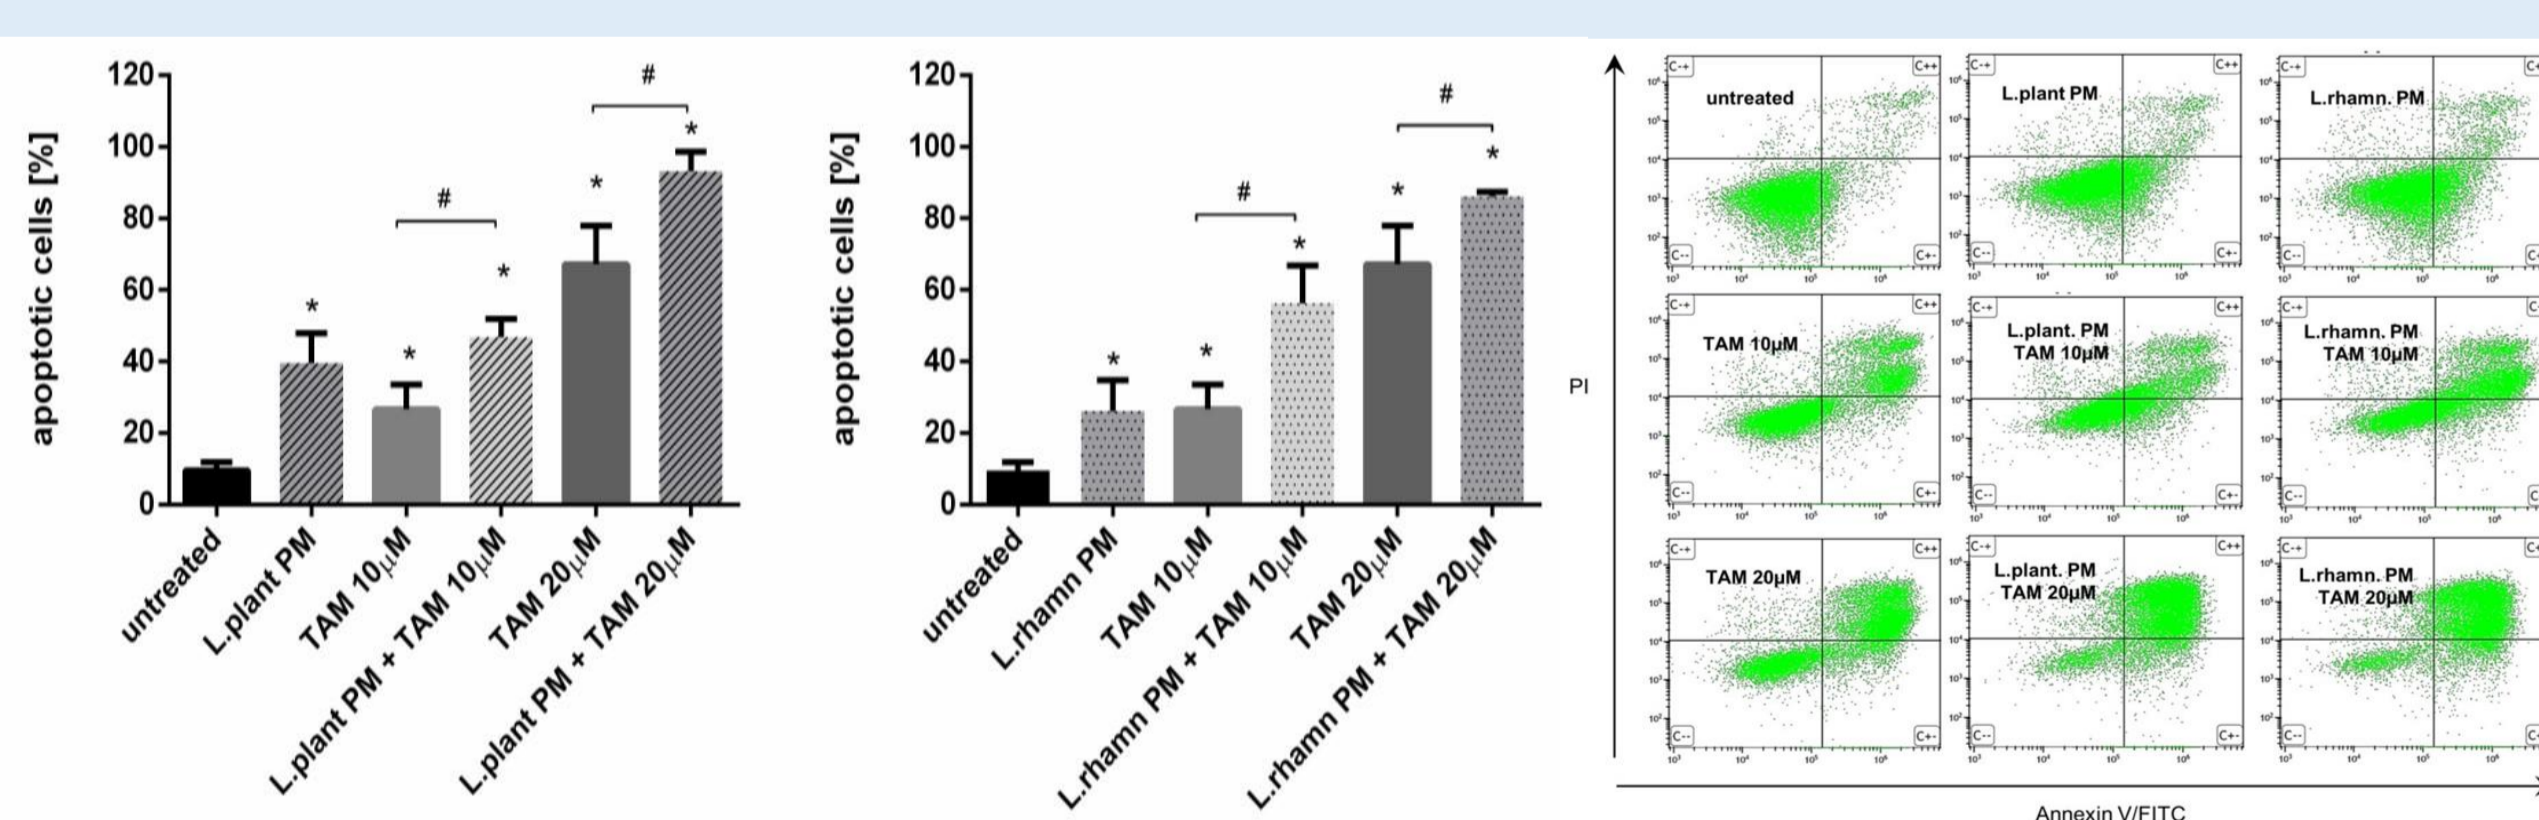 120
100
80
60
40
20
0
apoptotic cells [%]
#
#
*
*
*
*
*
untreated
L.plant PM
TAM 10μM
L.plant PM + TAM 10μM
TAM 20μM
L.plant PM + TAM 20μM
120
100
80
60
40
20
0
apoptotic cells [%]
#
#
*
*
*
*
*
untreated
L.rhamn PM
TAM 10μM
L.rhamn PM + TAM 10μM
TAM 20μM
L.rhamn PM + TAM 20μM
PI
C-+ C++
untreated
C-- C+-
C-+ C++
L.plant PM
C-- C+-
C-+
L.rhamn. PM
C--
C-+ C++
TAM 10μM
C-- C+-
C-+ C++
L.plant. PM
TAM 10μM
C-- C+-
C-+
L.rhamn. PM
TAM 10μM
C--
C-+ C++
TAM 20μM
C-- C+-
C-+ C++
L.plant. PM
TAM 20μM
C-- C+-
C-+
L.rhamn. PM
TAM 20μM
C--
Annexin V/FITC